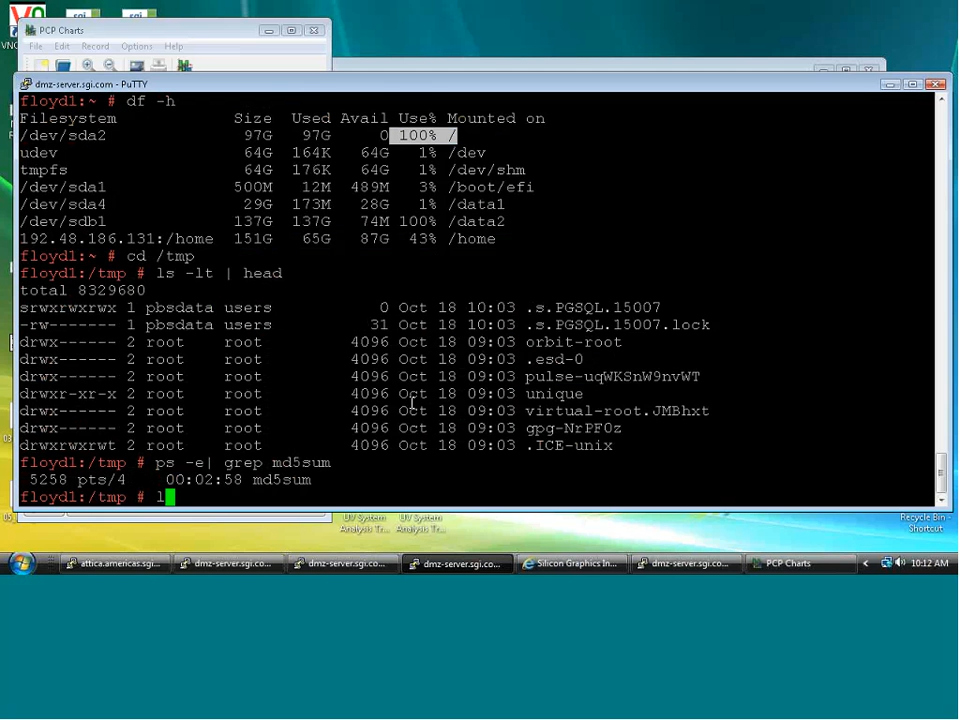 VNC
PCP Charts
File Edit Record Options Help
dmz-server.sgi.com - PuTTY
floyd1:~ # df -h
Filesystem Size Used Avail Use% Mounted on
/dev/sda2 97G 97G 0 100% /
udev 64G 164K 64G 1% /dev
tmpfs 64G 176K 64G 1% /dev/shm
/dev/sda1 500M 12M 489M 3% /boot/efi
/dev/sda4 29G 173M 28G 1% /data1
/dev/sdb1 137G 137G 74M 100% /data2
192.48.186.131:/home 151G 65G 87G 43% /home
floyd1:~ # cd /tmp
floyd1:/tmp # ls -lt | head
total 8329680
srwxrwxrwx 1 pbsdata users 0 Oct 18 10:03 .s.PGSQL.15007
-rw------- 1 pbsdata users 31 Oct 18 10:03 .s.PGSQL.15007.lock
drwx------ 2 root root 4096 Oct 18 09:03 orbit-root
drwx------ 2 root root 4096 Oct 18 09:03 .esd-0
drwx------ 2 root root 4096 Oct 18 09:03 pulse-uqWKSnW9nvWT
drwxr-xr-x 2 root root 4096 Oct 18 09:03 unique
drwx------ 2 root root 4096 Oct 18 09:03 virtual-root.JMBhxt
drwx------ 2 root root 4096 Oct 18 09:03 gpg-NrPF0z
drwxrwxrwt 2 root root 4096 Oct 18 09:03 .ICE-unix
floyd1:/tmp # ps -e| grep md5sum
5258 pts/4 00:02:58 md5sum
floyd1:/tmp # l
UV System Analysis Tr... UV System Analysis Tr... Recycle Bin - Shortcut
attica.americas.sgi... dmz-server.sgi.co... dmz-server.sgi.co... dmz-server.sgi.co... Silicon Graphics In... dmz-server.sgi.co... PCP Charts 10:12 AM